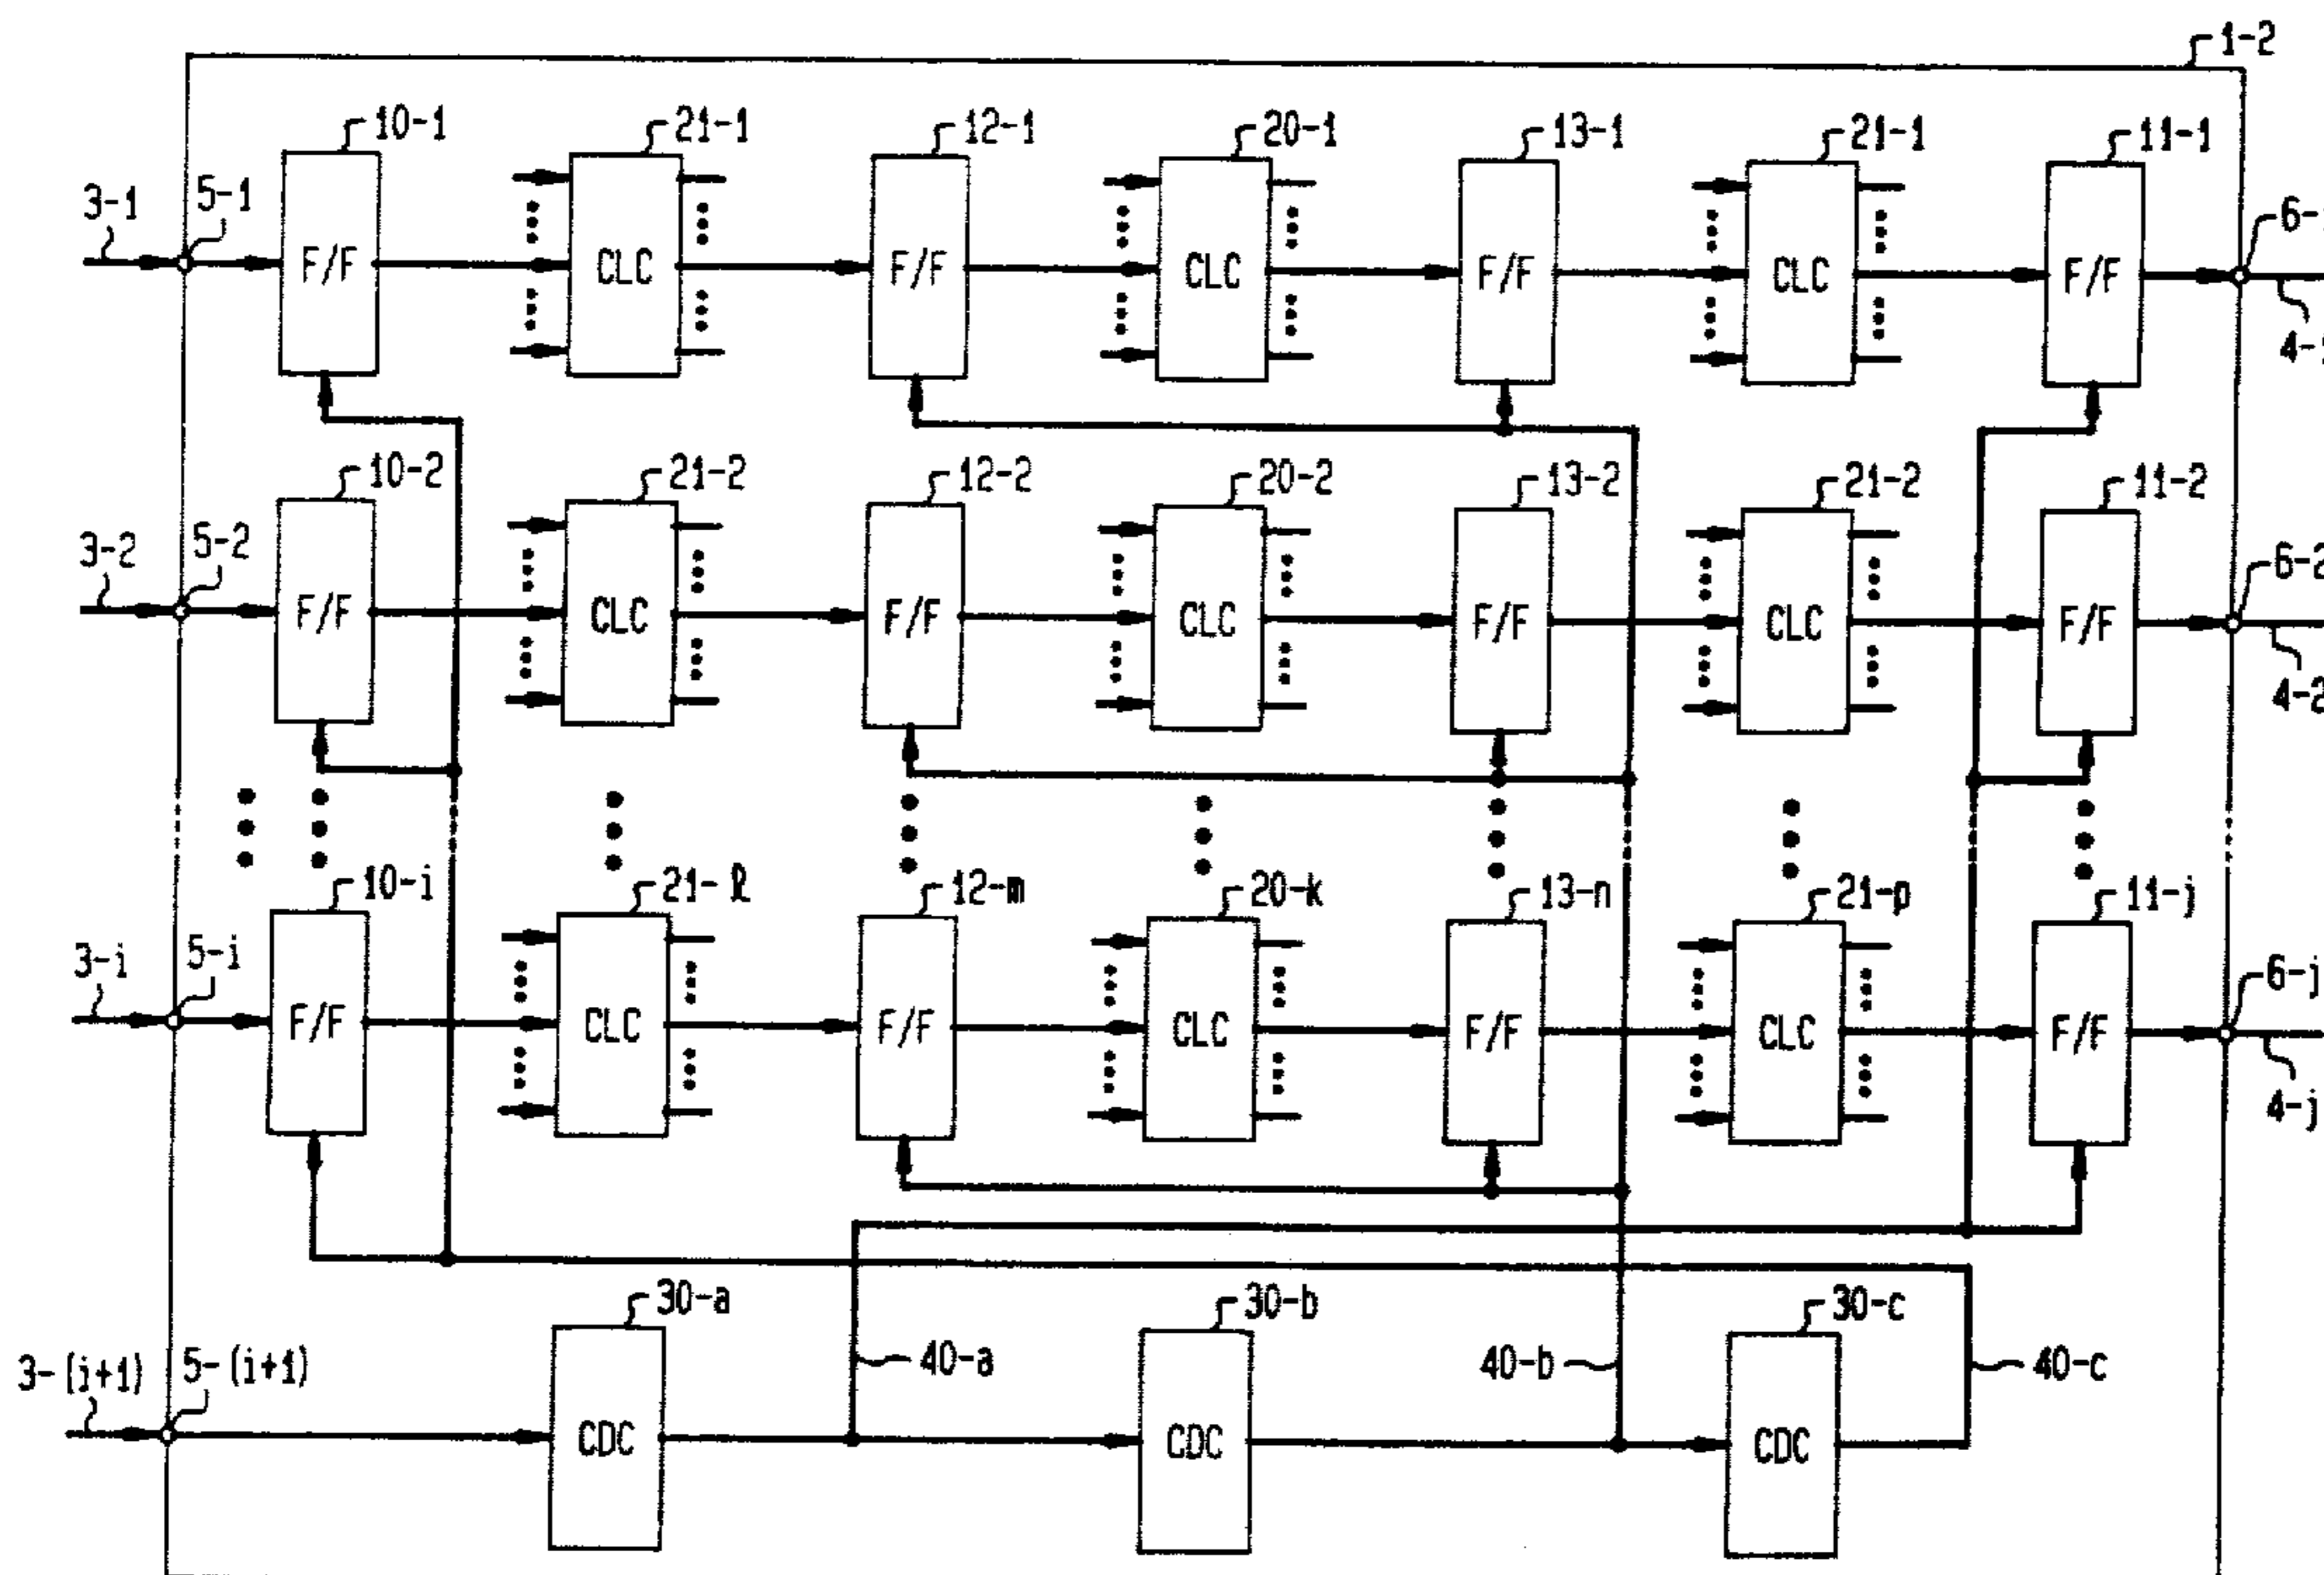 1-2
10-1 21-1 12-1 20-1 13-1 21-1 11-1
3-1 5-1 F/F CLC F/F CLC F/F CLC F/F
10-2 21-2 12-2 20-2 13-2 21-2 11-2
3-2 5-2 F/F CLC F/F CLC F/F CLC F/F 6-2
4-2
10-i 21-ℓ 12-m 20-k 13-n 21-p 11-j
3-i 5-i F/F CLC F/F CLC F/F CLC F/F 6-j
4-j
30-a 30-b 30-c
3-(i+1) 5-(i+1) 40-a 40-b 40-c
CDC CDC CDC